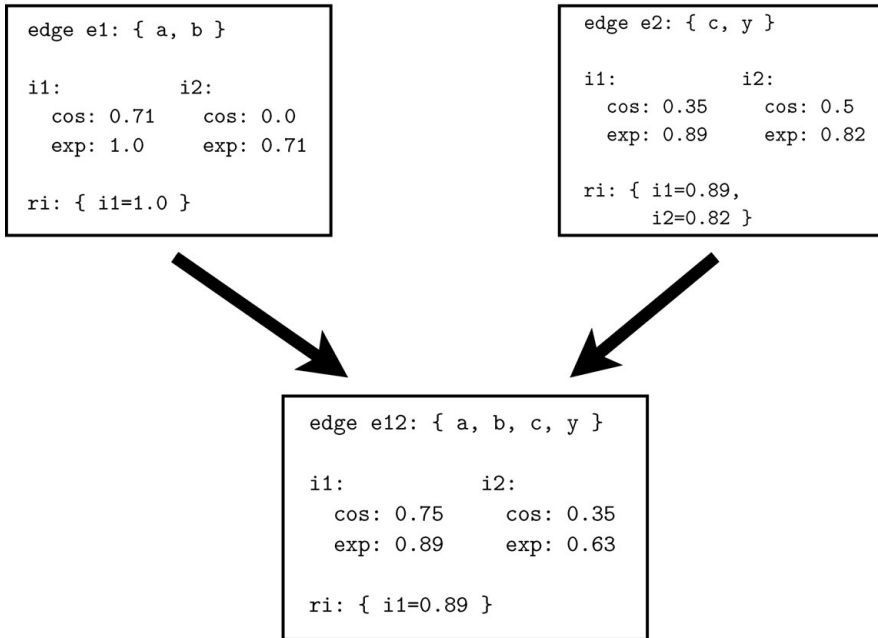 edge e1: { a, b }
i1: i2:
cos: 0.71 cos: 0.0
exp: 1.0 exp: 0.71
ri: { i1=1.0 }
edge e2: { c, y }
i1: i2:
cos: 0.35 cos: 0.5
exp: 0.89 exp: 0.82
ri: { i1=0.89,
i2=0.82 }
edge e12: { a, b, c, y }
i1: i2:
cos: 0.75 cos: 0.35
exp: 0.89 exp: 0.63
ri: { i1=0.89 }